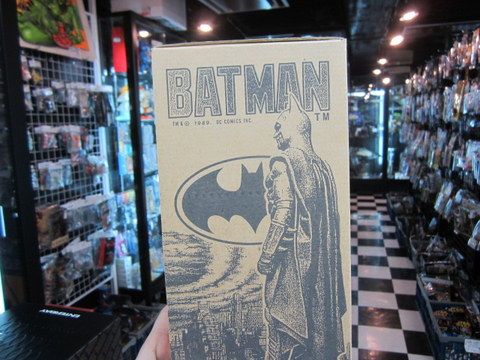 BATMAN
TM
TM & © 1989 DC COMICS INC.